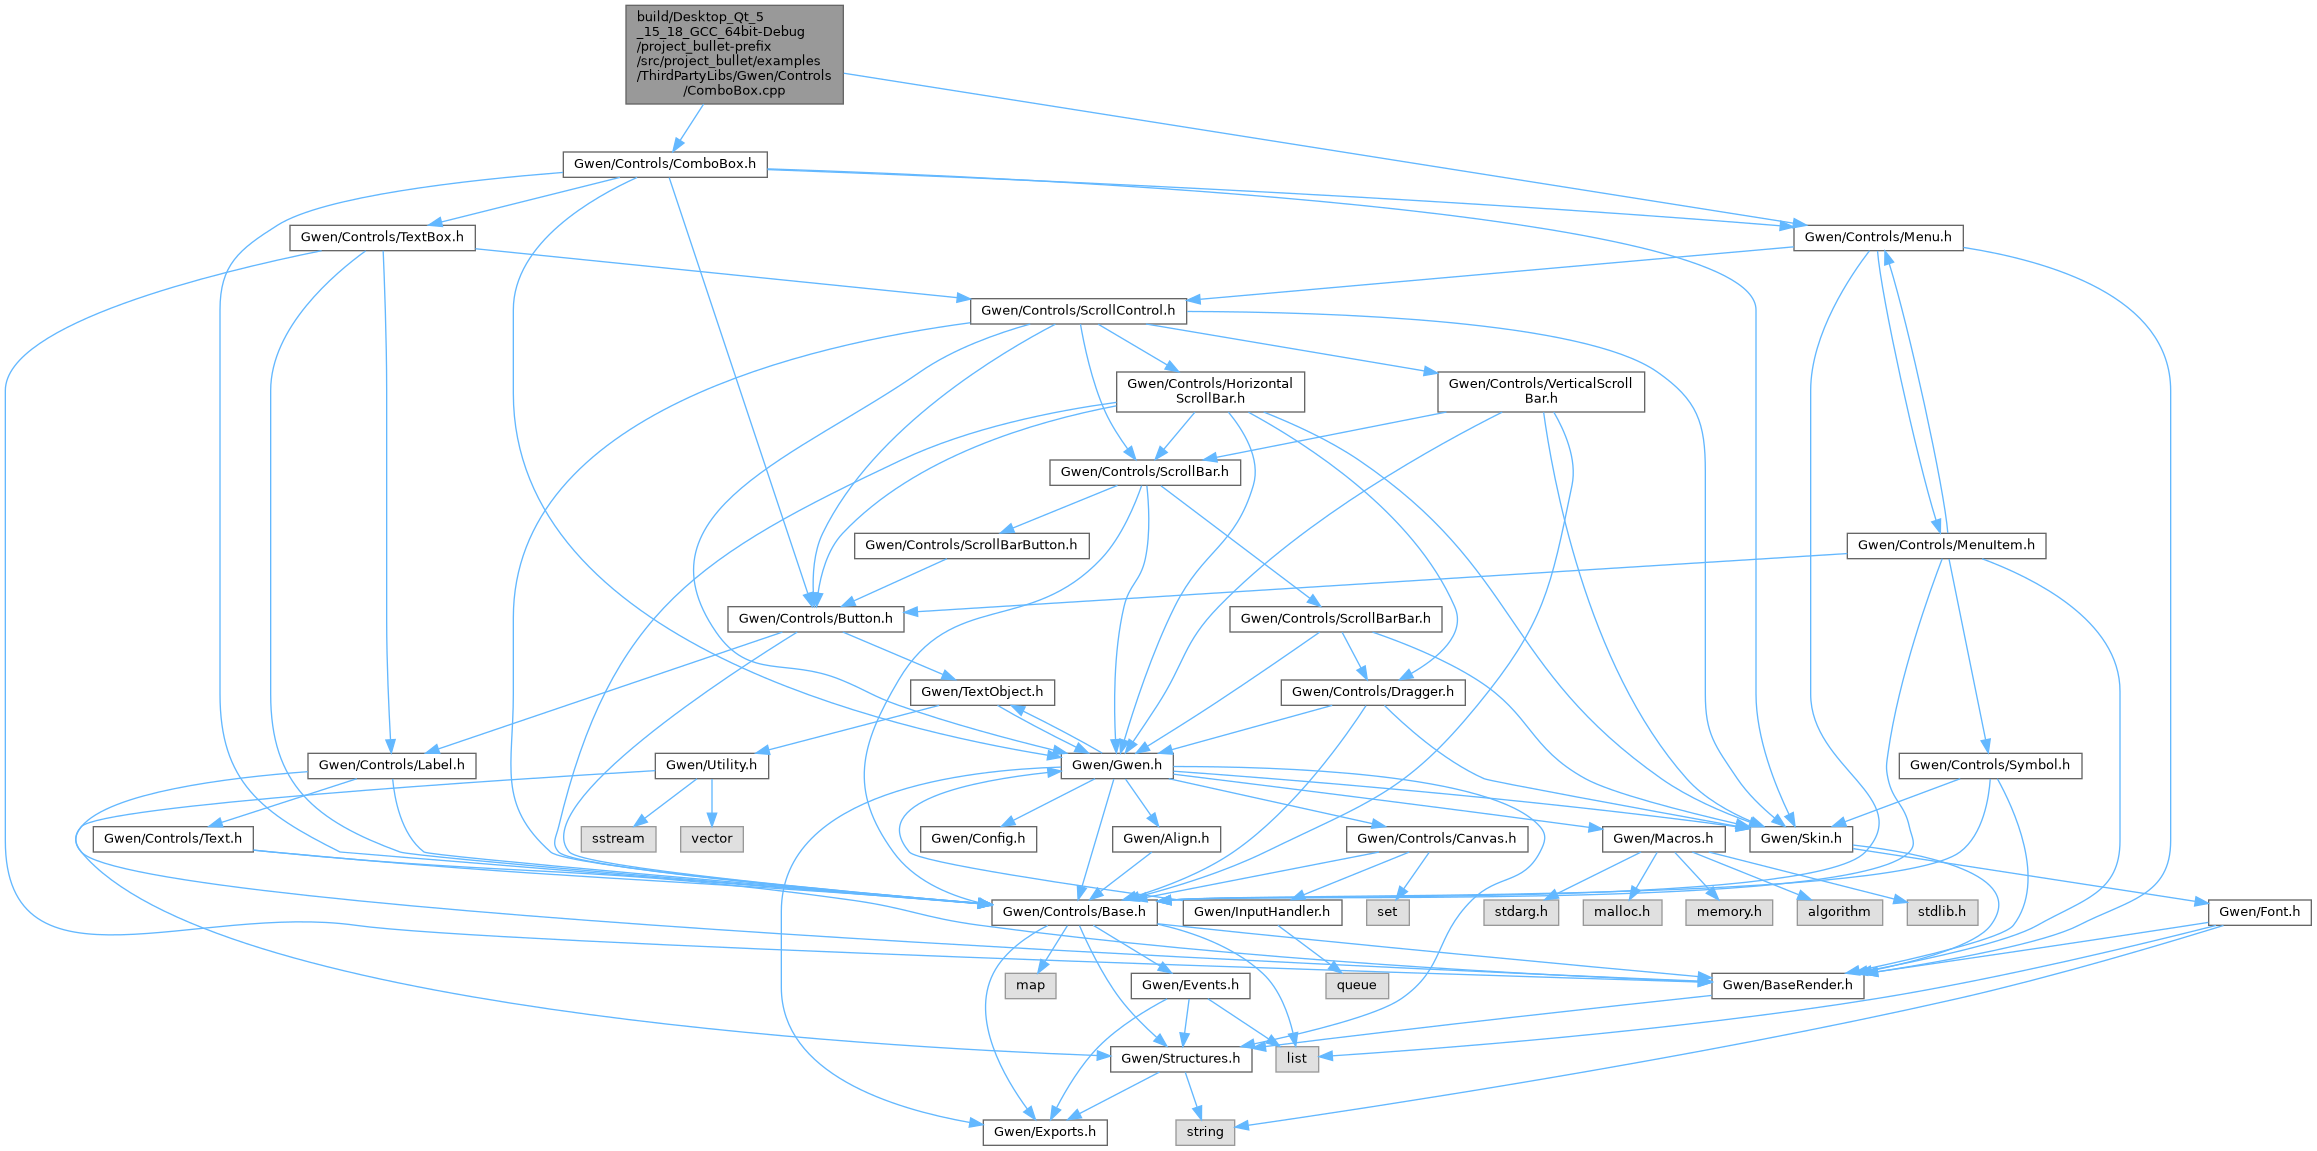 build/Desktop_Qt_5
_15_18_GCC_64bit-Debug
/project_bullet-prefix
/src/project_bullet/examples
/ThirdPartyLibs/Gwen/Controls
/ComboBox.cpp
Gwen/Controls/ComboBox.h
Gwen/Controls/TextBox.h
Gwen/Controls/Menu.h
Gwen/Controls/ScrollControl.h
Gwen/Controls/Horizontal
ScrollBar.h
Gwen/Controls/VerticalScroll
Bar.h
Gwen/Controls/ScrollBar.h
Gwen/Controls/ScrollBarButton.h
Gwen/Controls/MenuItem.h
Gwen/Controls/Button.h
Gwen/Controls/ScrollBarBar.h
Gwen/TextObject.h
Gwen/Controls/Dragger.h
Gwen/Controls/Label.h
Gwen/Utility.h
Gwen/Gwen.h
Gwen/Controls/Symbol.h
Gwen/Controls/Text.h
sstream
vector
Gwen/Config.h
Gwen/Align.h
Gwen/Controls/Canvas.h
Gwen/Macros.h
Gwen/Skin.h
Gwen/Controls/Base.h
Gwen/InputHandler.h
set
stdarg.h
malloc.h
memory.h
algorithm
stdlib.h
Gwen/Font.h
map
Gwen/Events.h
queue
Gwen/BaseRender.h
Gwen/Structures.h
list
Gwen/Exports.h
string